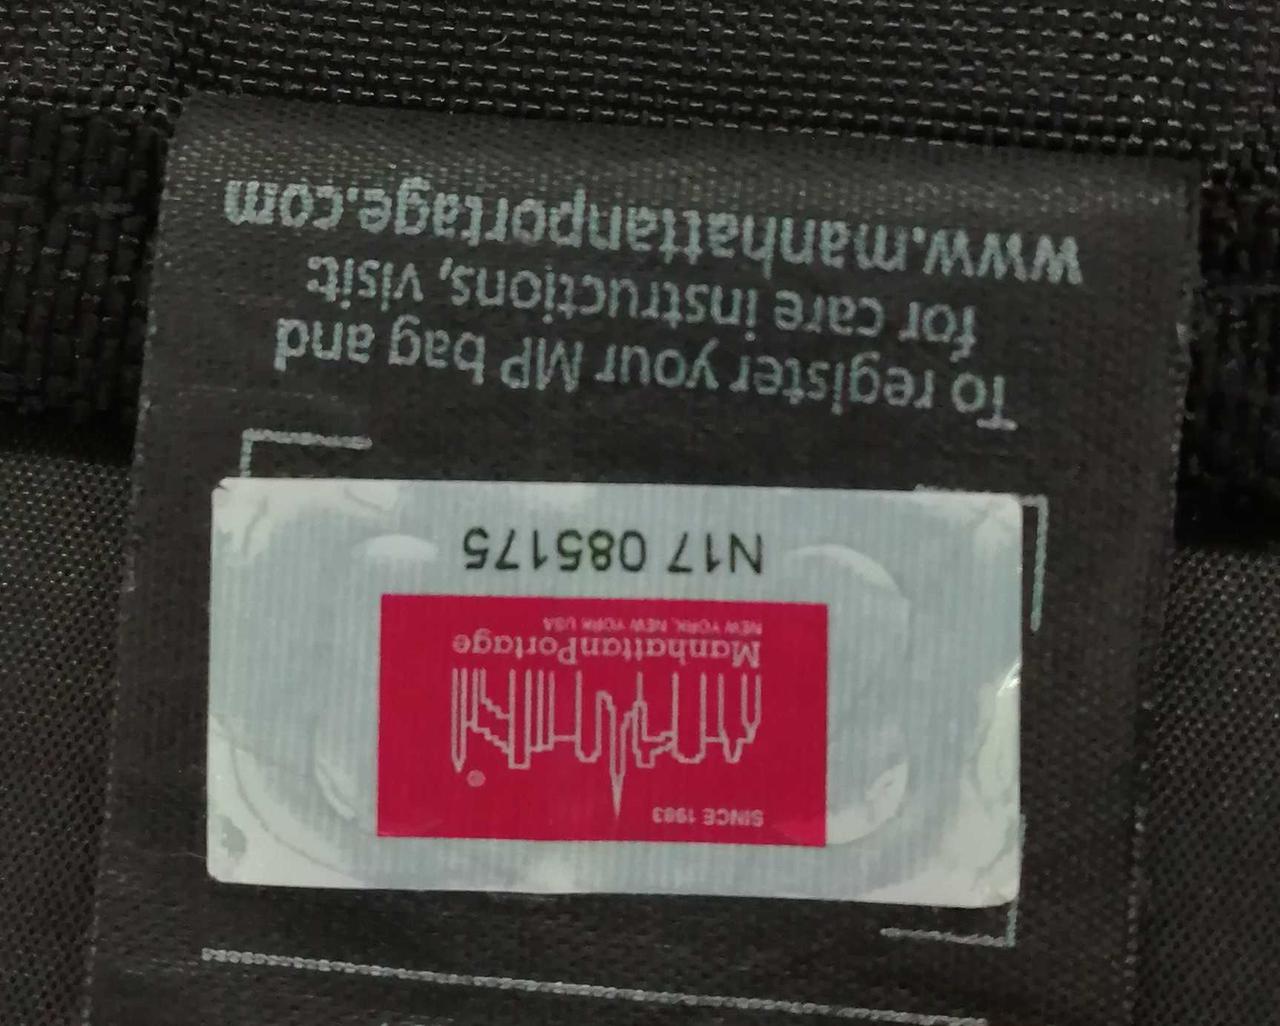 SINCE 1983
®
ManhattanPortage
NEW YORK, NEW YORK USA
N17 085175
To register your MP bag and
for care instructions, visit:
www.manhattanportage.com